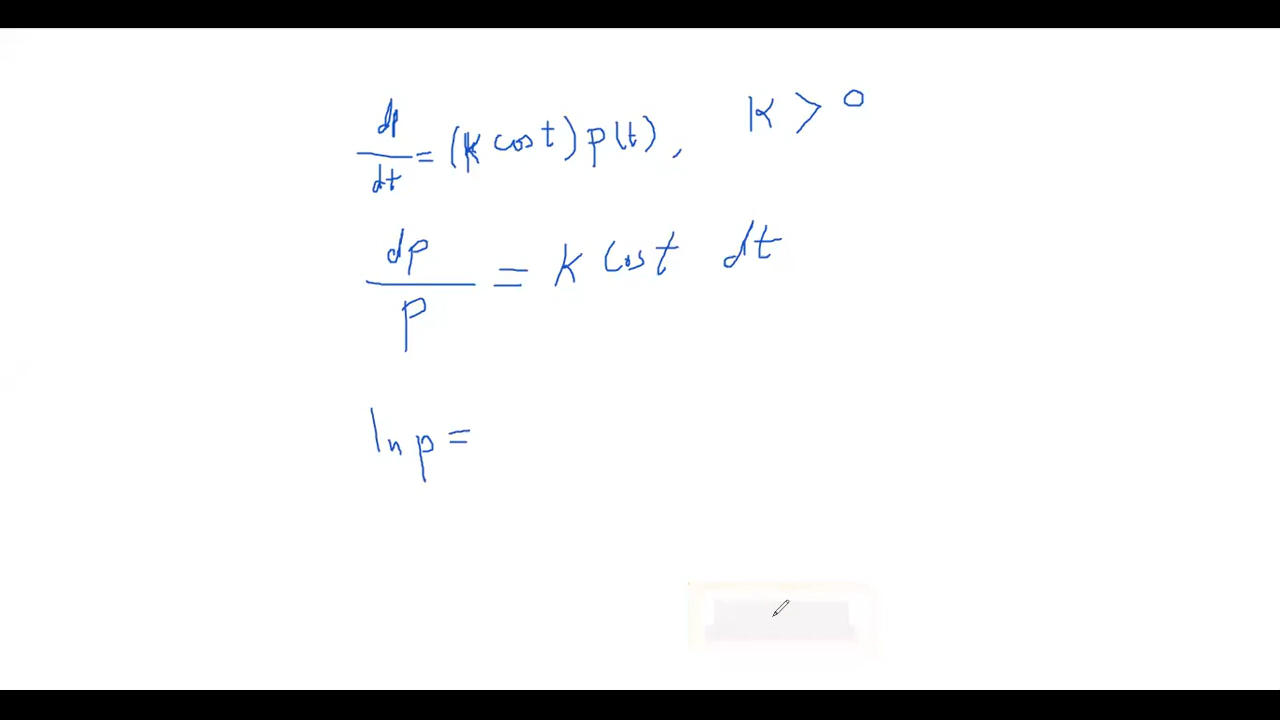 dp/dt = (k cos t) p(t), k > 0
dp/p = k cos t dt
ln p =